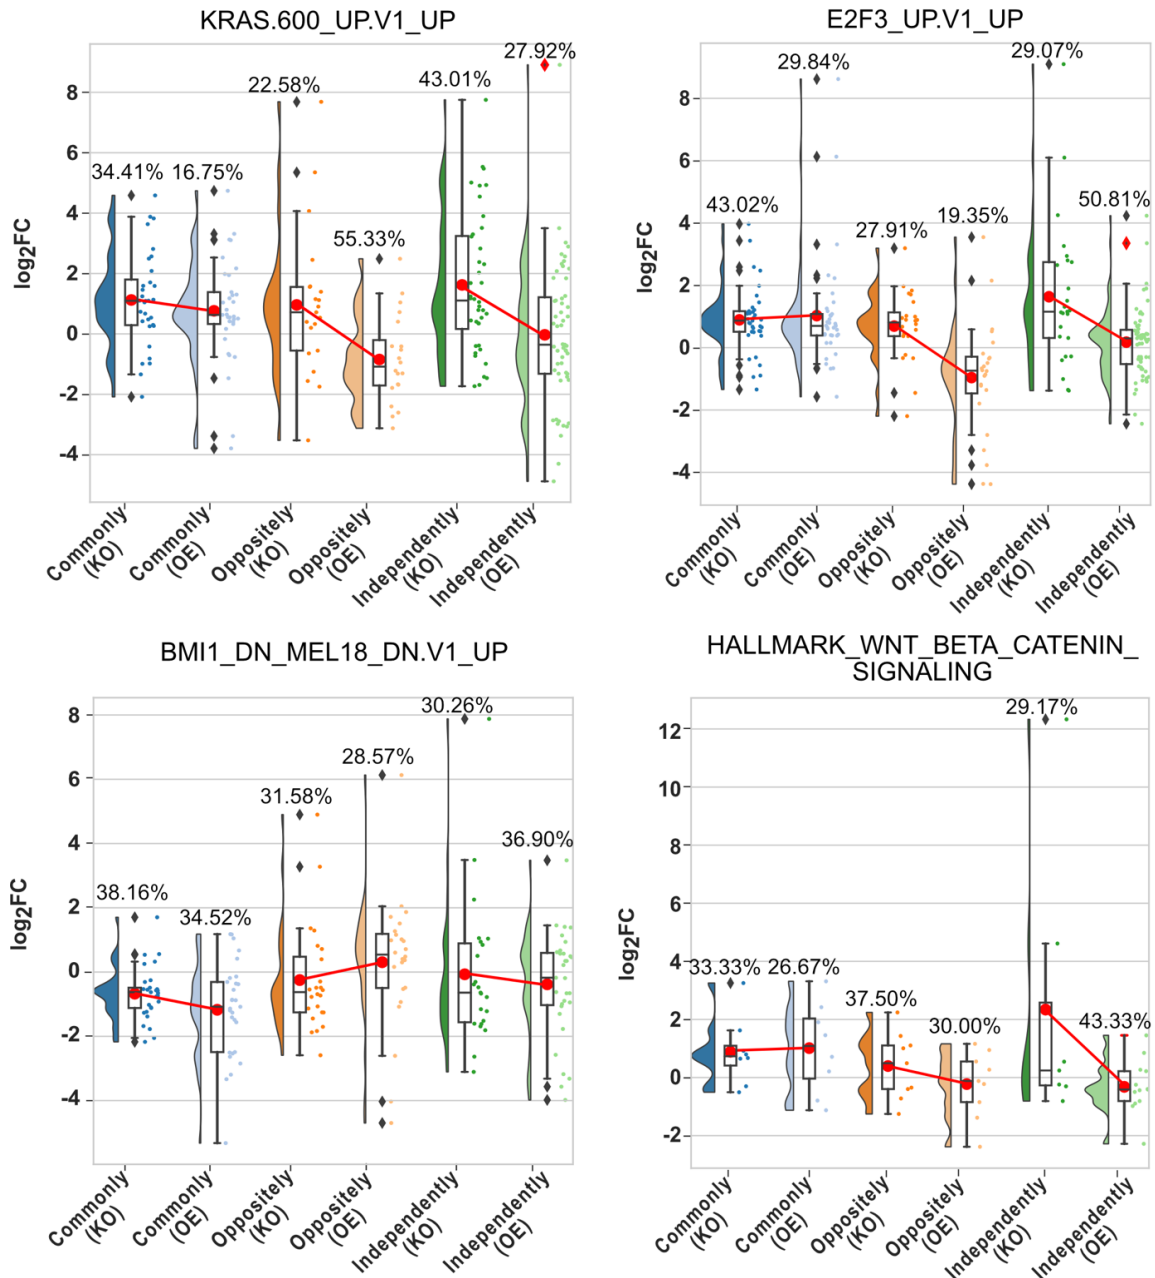 KRAS.600_UP.V1_UP
27.92%
43.01%
22.58%
34.41% 16.75%
55.33%
8
6
4
2
0
-2
-4
log2FC
Commonly
(KO)
Commonly
(OE)
Oppositely
(KO)
Oppositely
(OE)
Independently
(KO)
Independently
(OE)
E2F3_UP.V1_UP
29.84%
29.07%
43.02%
27.91%
19.35%
50.81%
8
6
4
2
0
-2
-4
log2FC
Commonly
(KO)
Commonly
(OE)
Oppositely
(KO)
Oppositely
(OE)
Independently
(KO)
Independently
(OE)
BMI1_DN_MEL18_DN.V1_UP
30.26%
28.57%
31.58%
36.90%
38.16%
34.52%
8
6
4
2
0
-2
-4
log2FC
Commonly
(KO)
Commonly
(OE)
Oppositely
(KO)
Oppositely
(OE)
Independently
(KO)
Independently
(OE)
HALLMARK_WNT_BETA_CATENIN_
SIGNALING
29.17%
33.33% 26.67%
37.50%
30.00%
43.33%
12
10
8
6
4
2
0
-2
log2FC
Commonly
(KO)
Commonly
(OE)
Oppositely
(KO)
Oppositely
(OE)
Independently
(KO)
Independently
(OE)